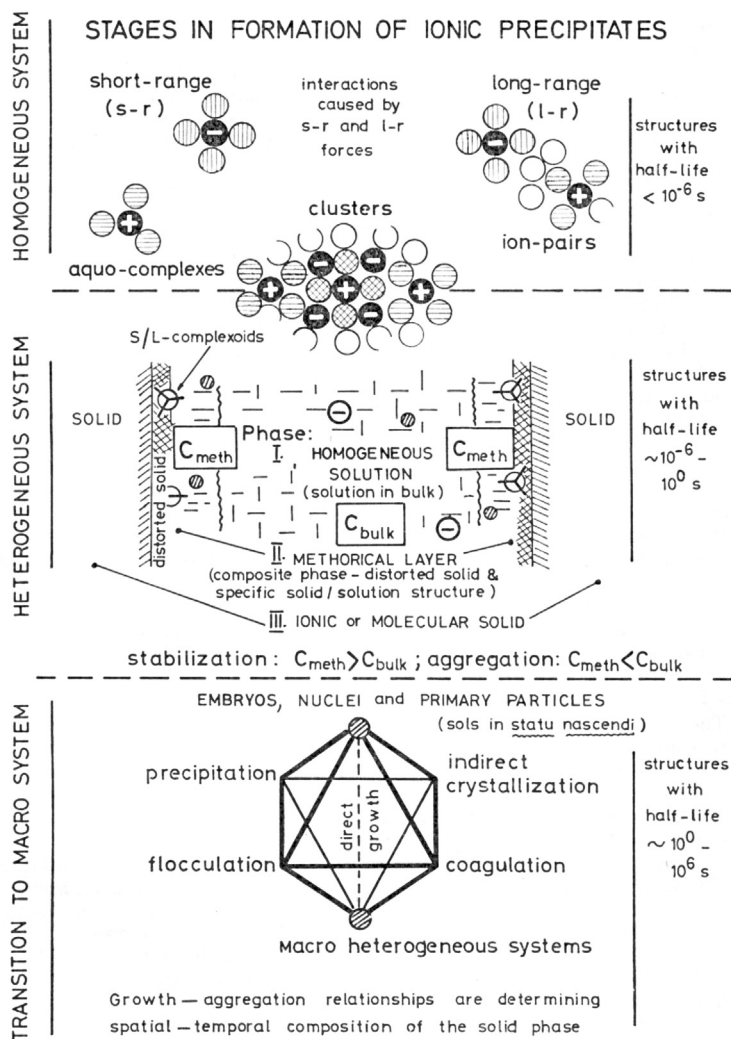 STAGES IN FORMATION OF IONIC PRECIPITATES
HOMOGENEOUS SYSTEM
short-range
(s-r)
interactions
caused by
s-r and l-r
forces
long-range
(l-r)
structures
with
half-life
< 10⁻⁶ s
−
−
+
+
aquo-complexes
clusters
ion-pairs
− −
+ + +
− −
HETEROGENEOUS SYSTEM
S/L-complexoids
SOLID
distorted solid
C_meth
Phase:
I.
HOMOGENEOUS
SOLUTION
(solution in bulk)
C_meth
−
C_bulk
−
SOLID
structures
with
half-life
~10⁻⁶ –
10⁰ s
II. METHORICAL LAYER
(composite phase – distorted solid &
specific solid / solution structure)
III. IONIC or MOLECULAR SOLID
stabilization: C_meth>C_bulk ; aggregation: C_meth<C_bulk
TRANSITION TO MACRO SYSTEM
EMBRYOS, NUCLEI and PRIMARY PARTICLES
(sols in statu nascendi)
precipitation
indirect
crystallization
direct
growth
flocculation
coagulation
Macro heterogeneous systems
structures
with
half-life
~ 10⁰ –
10⁶ s
Growth — aggregation relationships are determining
spatial – temporal composition of the solid phase